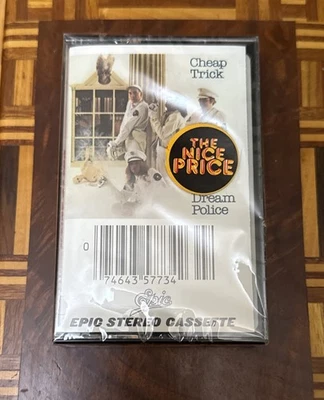 Cheap
Trick
THE
NICE
PRICE
Dream
Police
0
74643 57734
Epic
EPIC STEREO CASSETTE